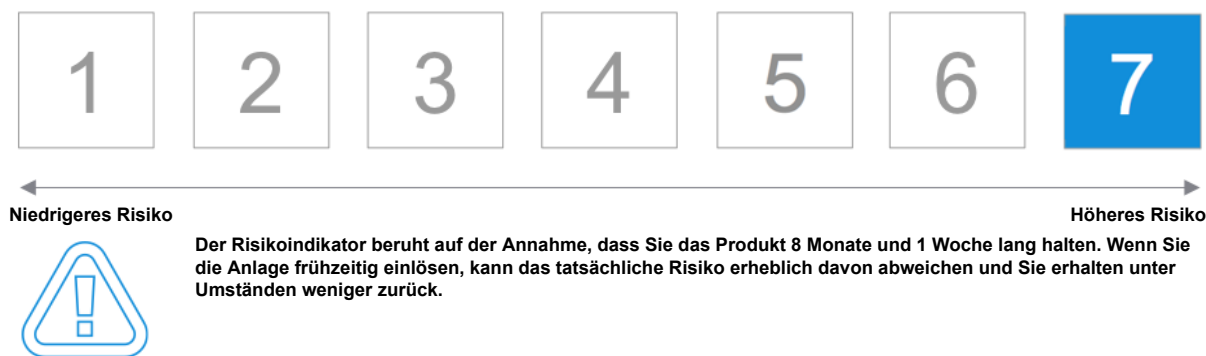 1 2 3 4 5 6 7
Niedrigeres Risiko Höheres Risiko
Der Risikoindikator beruht auf der Annahme, dass Sie das Produkt 8 Monate und 1 Woche lang halten. Wenn Sie
die Anlage frühzeitig einlösen, kann das tatsächliche Risiko erheblich davon abweichen und Sie erhalten unter
Umständen weniger zurück.